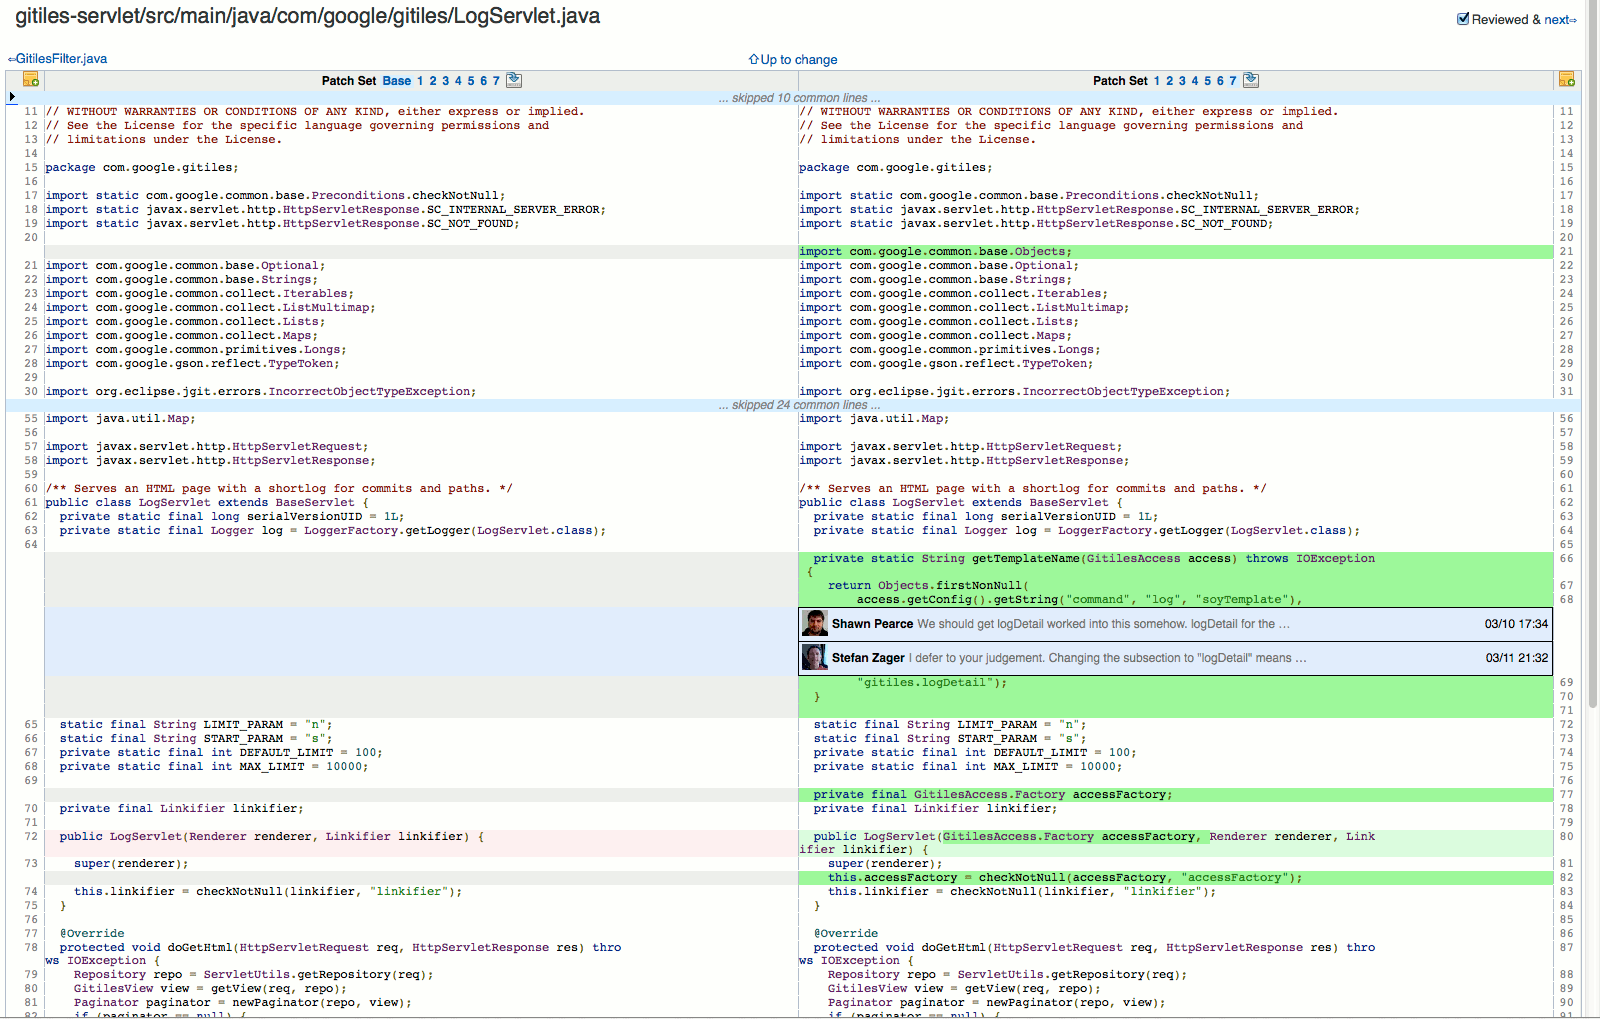 gitiles-servlet/src/main/java/com/google/gitiles/LogServlet.java
Reviewed & next⇨
⇦GitilesFilter.java
⇧Up to change
Patch Set Base 1 2 3 4 5 6 7
Patch Set 1 2 3 4 5 6 7
... skipped 10 common lines ...
11 // WITHOUT WARRANTIES OR CONDITIONS OF ANY KIND, either express or implied. // WITHOUT WARRANTIES OR CONDITIONS OF ANY KIND, either express or implied. 11
12 // See the License for the specific language governing permissions and // See the License for the specific language governing permissions and 12
13 // limitations under the License. // limitations under the License. 13
14 14
15 package com.google.gitiles; package com.google.gitiles; 15
16 16
17 import static com.google.common.base.Preconditions.checkNotNull; import static com.google.common.base.Preconditions.checkNotNull; 17
18 import static javax.servlet.http.HttpServletResponse.SC_INTERNAL_SERVER_ERROR; import static javax.servlet.http.HttpServletResponse.SC_INTERNAL_SERVER_ERROR; 18
19 import static javax.servlet.http.HttpServletResponse.SC_NOT_FOUND; import static javax.servlet.http.HttpServletResponse.SC_NOT_FOUND; 19
20 20
import com.google.common.base.Objects; 21
21 import com.google.common.base.Optional; import com.google.common.base.Optional; 22
22 import com.google.common.base.Strings; import com.google.common.base.Strings; 23
23 import com.google.common.collect.Iterables; import com.google.common.collect.Iterables; 24
24 import com.google.common.collect.ListMultimap; import com.google.common.collect.ListMultimap; 25
25 import com.google.common.collect.Lists; import com.google.common.collect.Lists; 26
26 import com.google.common.collect.Maps; import com.google.common.collect.Maps; 27
27 import com.google.common.primitives.Longs; import com.google.common.primitives.Longs; 28
28 import com.google.gson.reflect.TypeToken; import com.google.gson.reflect.TypeToken; 29
29 30
30 import org.eclipse.jgit.errors.IncorrectObjectTypeException; import org.eclipse.jgit.errors.IncorrectObjectTypeException; 31
... skipped 24 common lines ...
55 import java.util.Map; import java.util.Map; 56
56 57
57 import javax.servlet.http.HttpServletRequest; import javax.servlet.http.HttpServletRequest; 58
58 import javax.servlet.http.HttpServletResponse; import javax.servlet.http.HttpServletResponse; 59
59 60
60 /** Serves an HTML page with a shortlog for commits and paths. */ /** Serves an HTML page with a shortlog for commits and paths. */ 61
61 public class LogServlet extends BaseServlet { public class LogServlet extends BaseServlet { 62
62 private static final long serialVersionUID = 1L; private static final long serialVersionUID = 1L; 63
63 private static final Logger log = LoggerFactory.getLogger(LogServlet.class); private static final Logger log = LoggerFactory.getLogger(LogServlet.class); 64
64 65
private static String getTemplateName(GitilesAccess access) throws IOException 66
{
return Objects.firstNonNull( 67
access.getConfig().getString("command", "log", "soyTemplate"), 68
Shawn Pearce We should get logDetail worked into this somehow. logDetail for the ... 03/10 17:34
Stefan Zager I defer to your judgement. Changing the subsection to "logDetail" means ... 03/11 21:32
"gitiles.logDetail"); 69
} 70
71
65 static final String LIMIT_PARAM = "n"; static final String LIMIT_PARAM = "n"; 72
66 static final String START_PARAM = "s"; static final String START_PARAM = "s"; 73
67 private static final int DEFAULT_LIMIT = 100; private static final int DEFAULT_LIMIT = 100; 74
68 private static final int MAX_LIMIT = 10000; private static final int MAX_LIMIT = 10000; 75
69 76
private final GitilesAccess.Factory accessFactory; 77
70 private final Linkifier linkifier; private final Linkifier linkifier; 78
71 79
72 public LogServlet(Renderer renderer, Linkifier linkifier) { public LogServlet(GitilesAccess.Factory accessFactory, Renderer renderer, Link 80
ifier linkifier) {
73 super(renderer); super(renderer); 81
this.accessFactory = checkNotNull(accessFactory, "accessFactory"); 82
74 this.linkifier = checkNotNull(linkifier, "linkifier"); this.linkifier = checkNotNull(linkifier, "linkifier"); 83
75 } } 84
76 85
77 @Override @Override 86
78 protected void doGetHtml(HttpServletRequest req, HttpServletResponse res) thro protected void doGetHtml(HttpServletRequest req, HttpServletResponse res) thro 87
ws IOException { ws IOException {
79 Repository repo = ServletUtils.getRepository(req); Repository repo = ServletUtils.getRepository(req); 88
80 GitilesView view = getView(req, repo); GitilesView view = getView(req, repo); 89
81 Paginator paginator = newPaginator(repo, view); Paginator paginator = newPaginator(repo, view); 90
82 if (paginator == null) { if (paginator == null) { 91